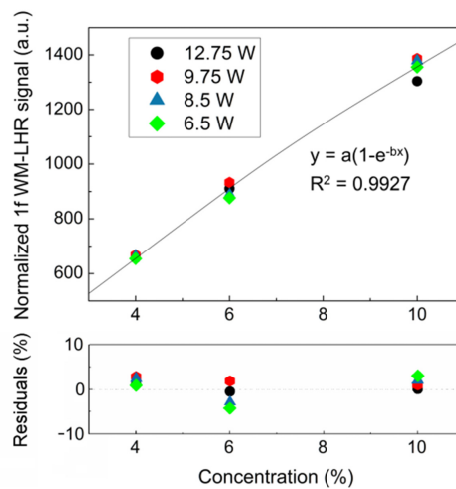 1400
1200
1000
800
600
Normalized 1f WM-LHR signal (a.u.)
12.75 W
9.75 W
8.5 W
6.5 W
y = a(1-e-bx)
R2 = 0.9927
4 6 8 10
10
0
−10
Residuals (%)
4 6 8 10
Concentration (%)